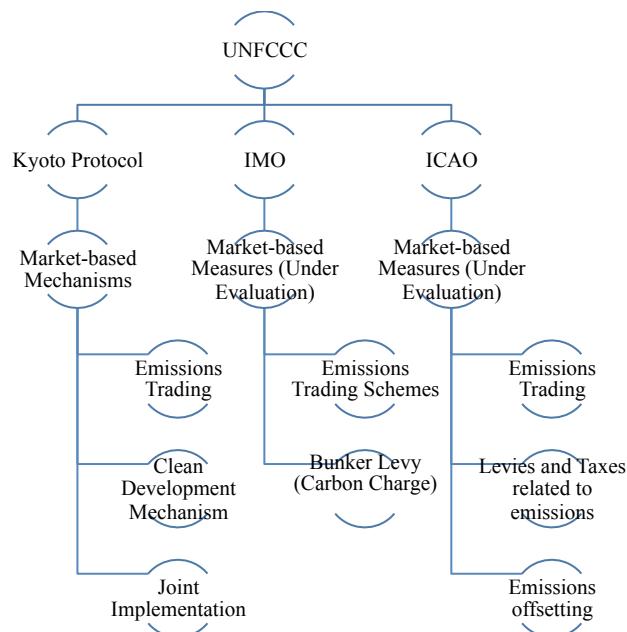 UNFCCC
Kyoto Protocol
IMO
ICAO
Market-based
Mechanisms
Market-based
Measures (Under
Evaluation)
Market-based
Measures (Under
Evaluation)
Emissions
Trading
Clean
Development
Mechanism
Joint
Implementation
Emissions
Trading Schemes
Bunker Levy
(Carbon Charge)
Emissions
Trading
Levies and Taxes
related to
emissions
Emissions
offsetting